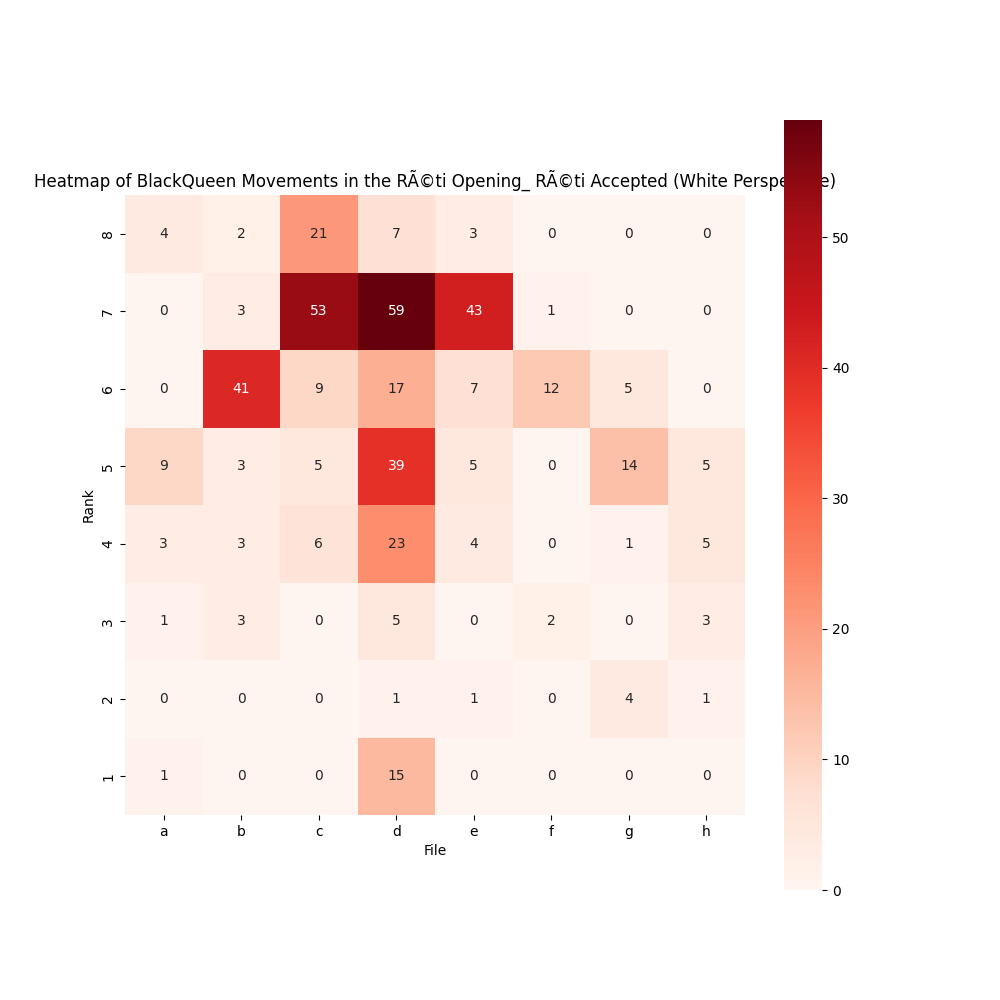 Heatmap of BlackQueen Movements in the RÃ©ti Opening_ RÃ©ti Accepted (White Perspective)
8 4 2 21 7 3 0 0 0
7 0 3 53 59 43 1 0 0
6 0 41 9 17 7 12 5 0
5 9 3 5 39 5 0 14 5
4 3 3 6 23 4 0 1 5
3 1 3 0 5 0 2 0 3
2 0 0 0 1 1 0 4 1
1 1 0 0 15 0 0 0 0
a b c d e f g h
File
Rank
50
40
30
20
10
0